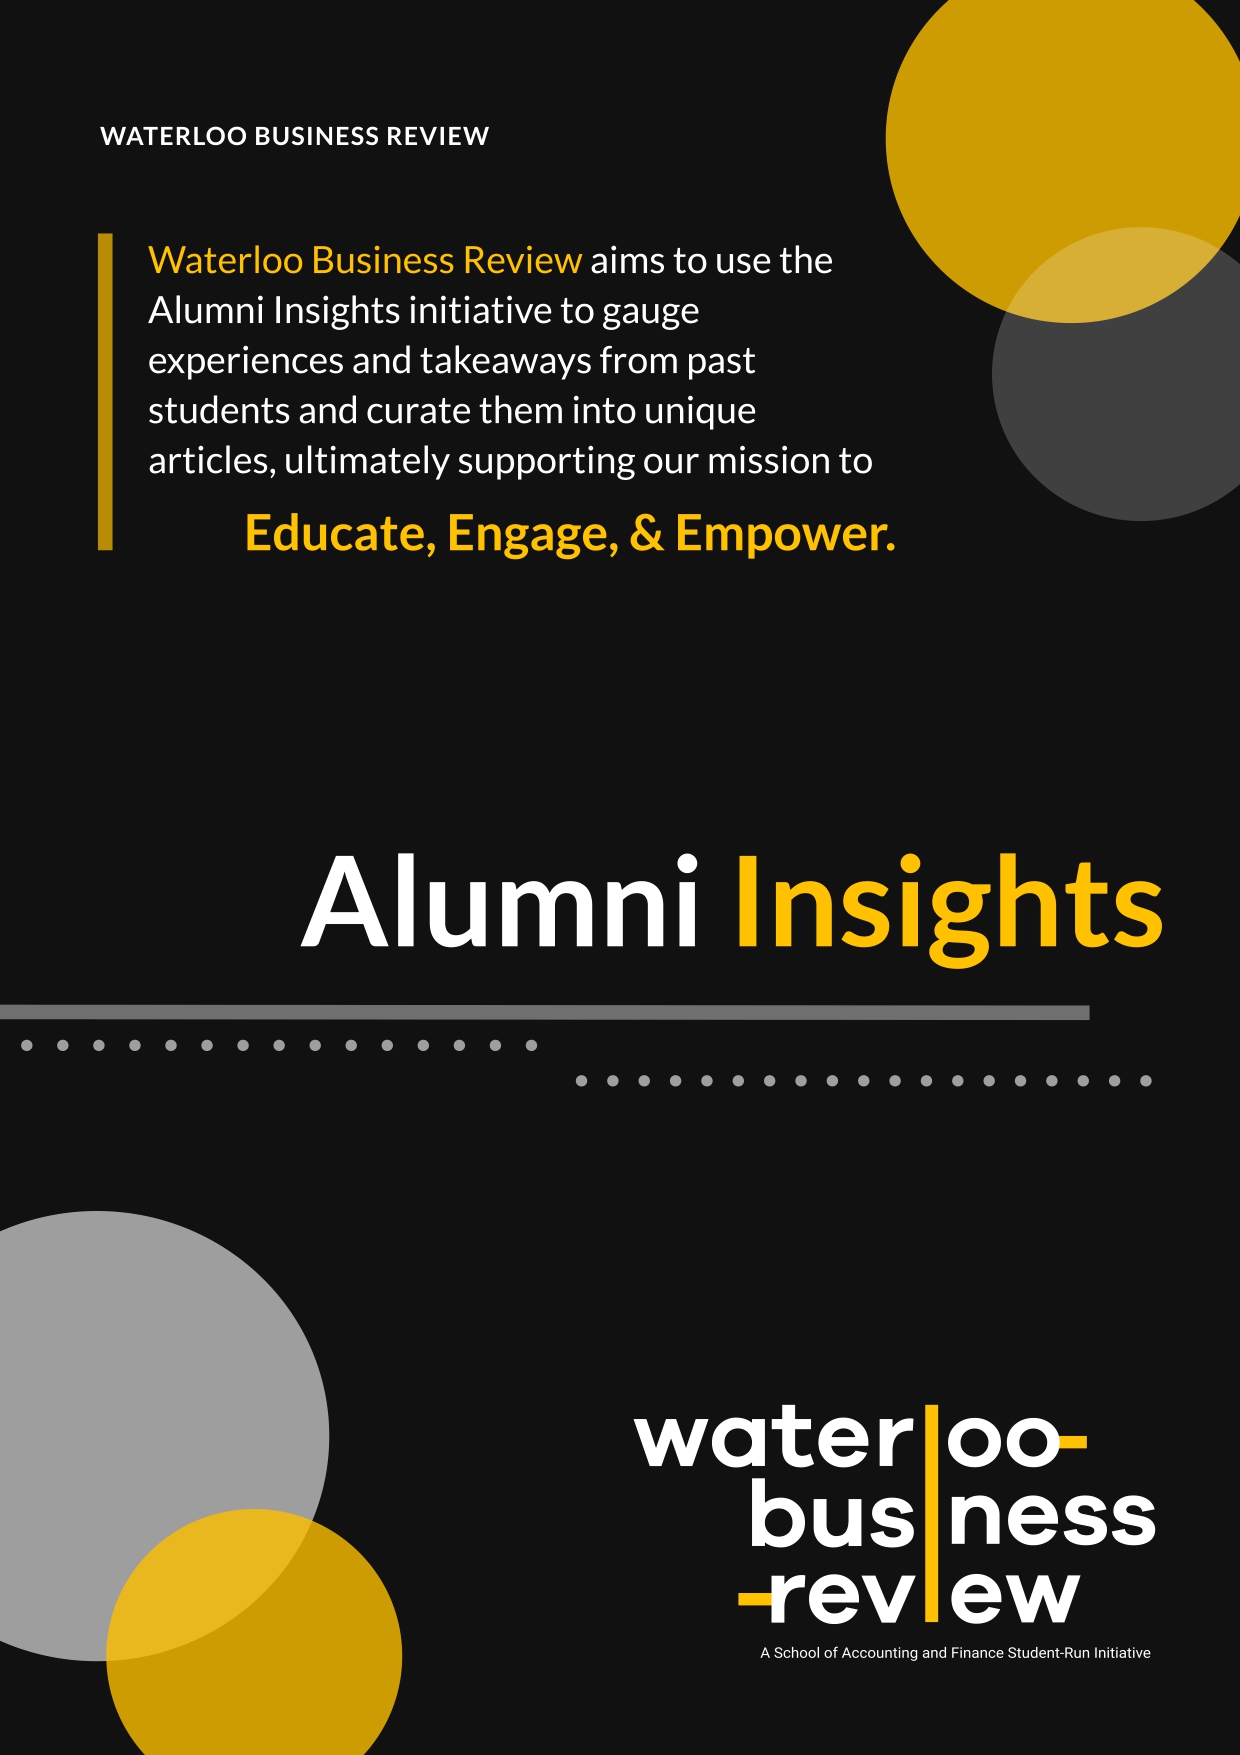 WATERLOO BUSINESS REVIEW
Waterloo Business Review aims to use the
Alumni Insights initiative to gauge
experiences and takeaways from past
students and curate them into unique
articles, ultimately supporting our mission to
Educate, Engage, & Empower.
Alumni Insights
waterloo-
business
-review
A School of Accounting and Finance Student-Run Initiative